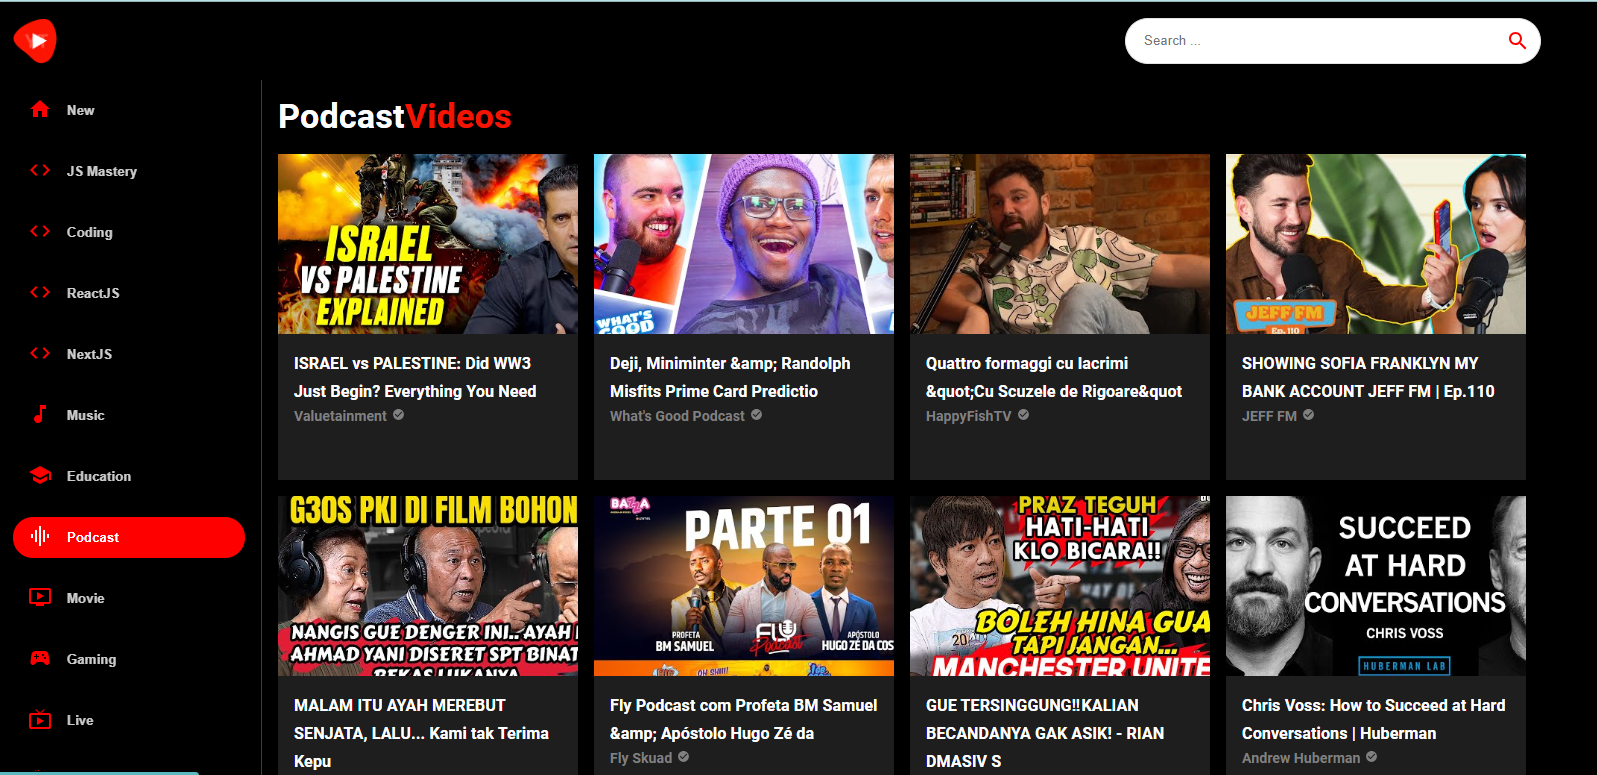 Search ...
New
JS Mastery
Coding
ReactJS
NextJS
Music
Education
Podcast
Movie
Gaming
Live
PodcastVideos
ISRAEL
VS PALESTINE
EXPLAINED
ISRAEL vs PALESTINE: Did WW3
Just Begin? Everything You Need
Valuetainment
WHAT'S
GOOD
Deji, Miniminter &amp; Randolph
Misfits Prime Card Predictio
What's Good Podcast
Quattro formaggi cu lacrimi
&quot;Cu Scuzele de Rigoare&quot
HappyFishTV
JEFF FM
Ep. 110
SHOWING SOFIA FRANKLYN MY
BANK ACCOUNT JEFF FM | Ep.110
JEFF FM
G30S PKI DI FILM BOHON
NANGIS GUE DENGER INI.. AYAH
AHMAD YANI DISERET SPT BINAT
BEKAS LUKANYA
MALAM ITU AYAH MEREBUT
SENJATA, LALU... Kami tak Terima
Kepu
BAZZA
PARTE 01
PROFETA
BM SAMUEL
FLY
Podcast
APÓSTOLO
HUGO ZÉ DA COS
OH SHIII!
Fly Podcast com Profeta BM Samuel
&amp; Apóstolo Hugo Zé da
Fly Skuad
PRAZ TEGUH
HATI-HATI
KLO BICARA!!
BOLEH HINA GUA
TAPI JANGAN...
MANCHESTER UNITE
GUE TERSINGGUNG!!KALIAN
BECANDANYA GAK ASIK! - RIAN
DMASIV S
SUCCEED
AT HARD
CONVERSATIONS
CHRIS VOSS
HUBERMAN LAB
Chris Voss: How to Succeed at Hard
Conversations | Huberman
Andrew Huberman